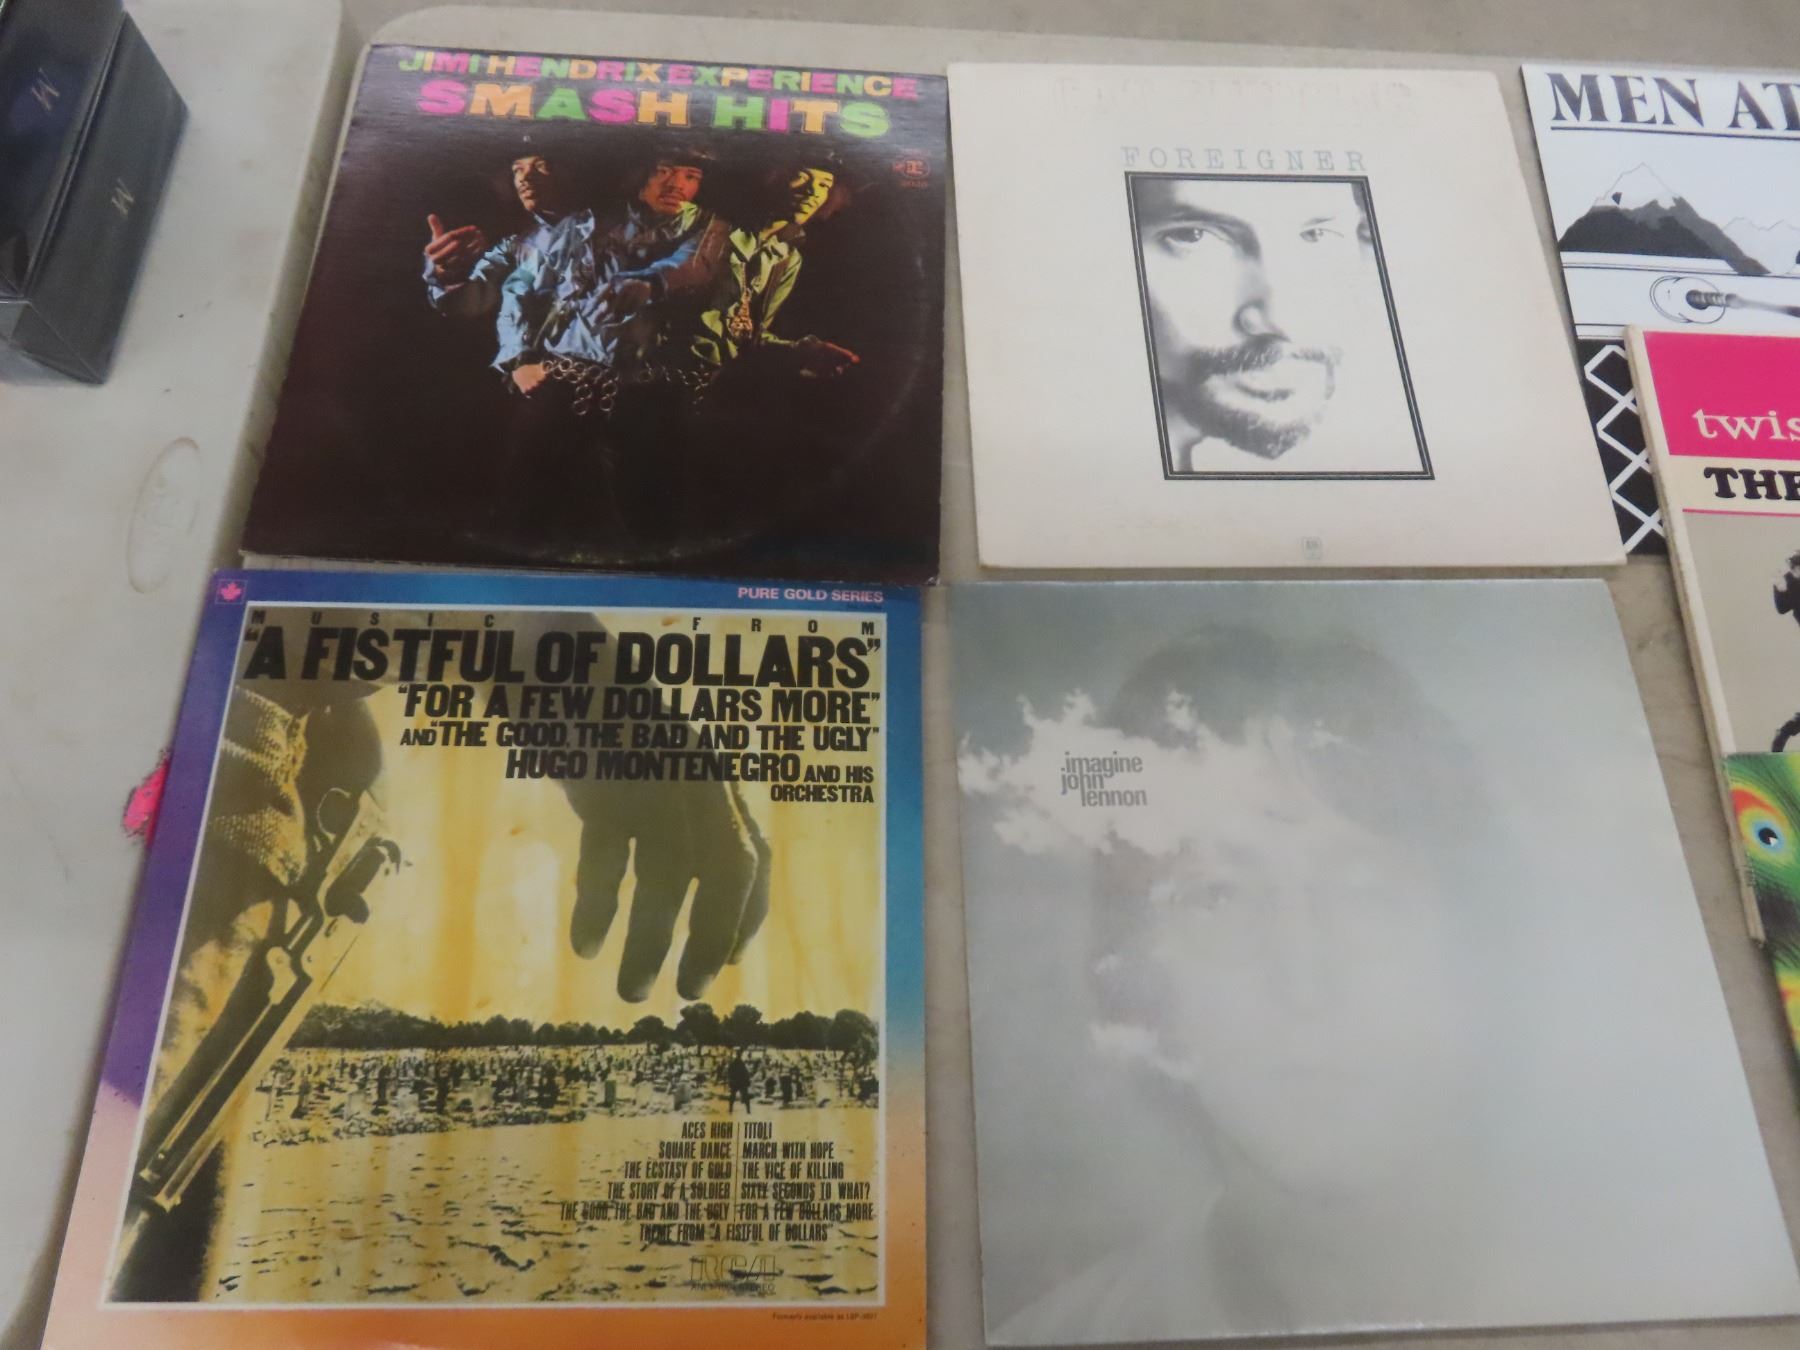 JIMI HENDRIX EXPERIENCE
SMASH HITS
FOREIGNER
MEN AT
twis
THE
PURE GOLD SERIES
MUSIC FROM
"A FISTFUL OF DOLLARS"
"FOR A FEW DOLLARS MORE"
AND "THE GOOD, THE BAD AND THE UGLY"
HUGO MONTENEGRO AND HIS
ORCHESTRA
ACES HIGH | TITOLI
SQUARE DANCE | MARCH WITH HOPE
THE ECSTASY OF GOLD | THE VICE OF KILLING
THE STORY OF A SOLDIER | SIXTY SECONDS TO WHAT?
THE GOOD, THE BAD AND THE UGLY | FOR A FEW DOLLARS MORE
THEME FROM "A FISTFUL OF DOLLARS"
RCA
imagine
john
lennon
M
M